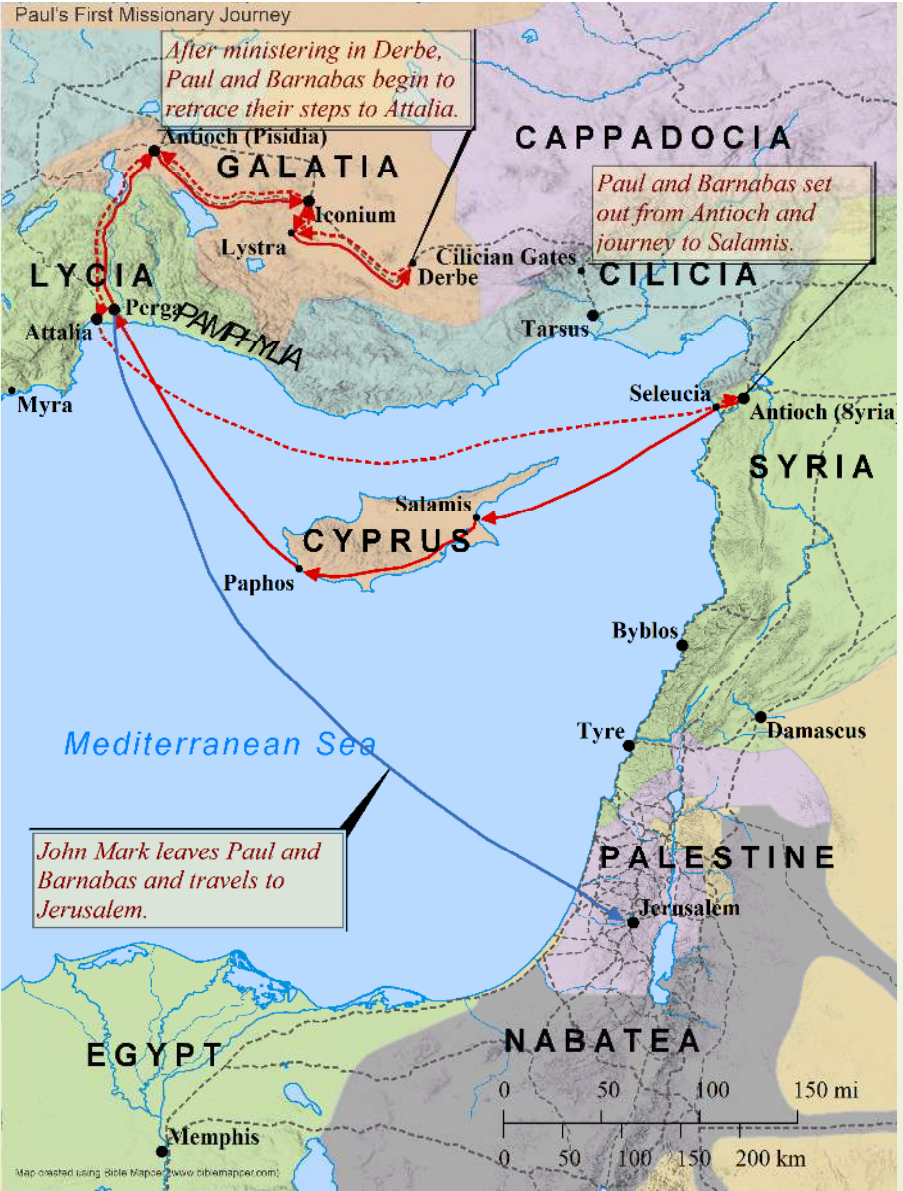 Paul's First Missionary Journey
After ministering in Derbe,
Paul and Barnabas begin to
retrace their steps to Attalia.
Antioch (Pisidia)
GALATIA
CAPPADOCIA
Paul and Barnabas set
out from Antioch and
journey to Salamis.
Iconium
Lystra
Cilician Gates
Derbe
CILICIA
LYCIA
Perga
PAMPHYLIA
Attalia
Tarsus
Myra
Seleucia
Antioch (Syria)
SYRIA
Salamis
CYPRUS
Paphos
Byblos
Tyre
Damascus
Mediterranean Sea
John Mark leaves Paul and
Barnabas and travels to
Jerusalem.
PALESTINE
Jerusalem
NABATEA
EGYPT
0 50 100 150 mi
0 50 100 150 200 km
Memphis
Map created using Bible Mapper (www.biblemapper.com)